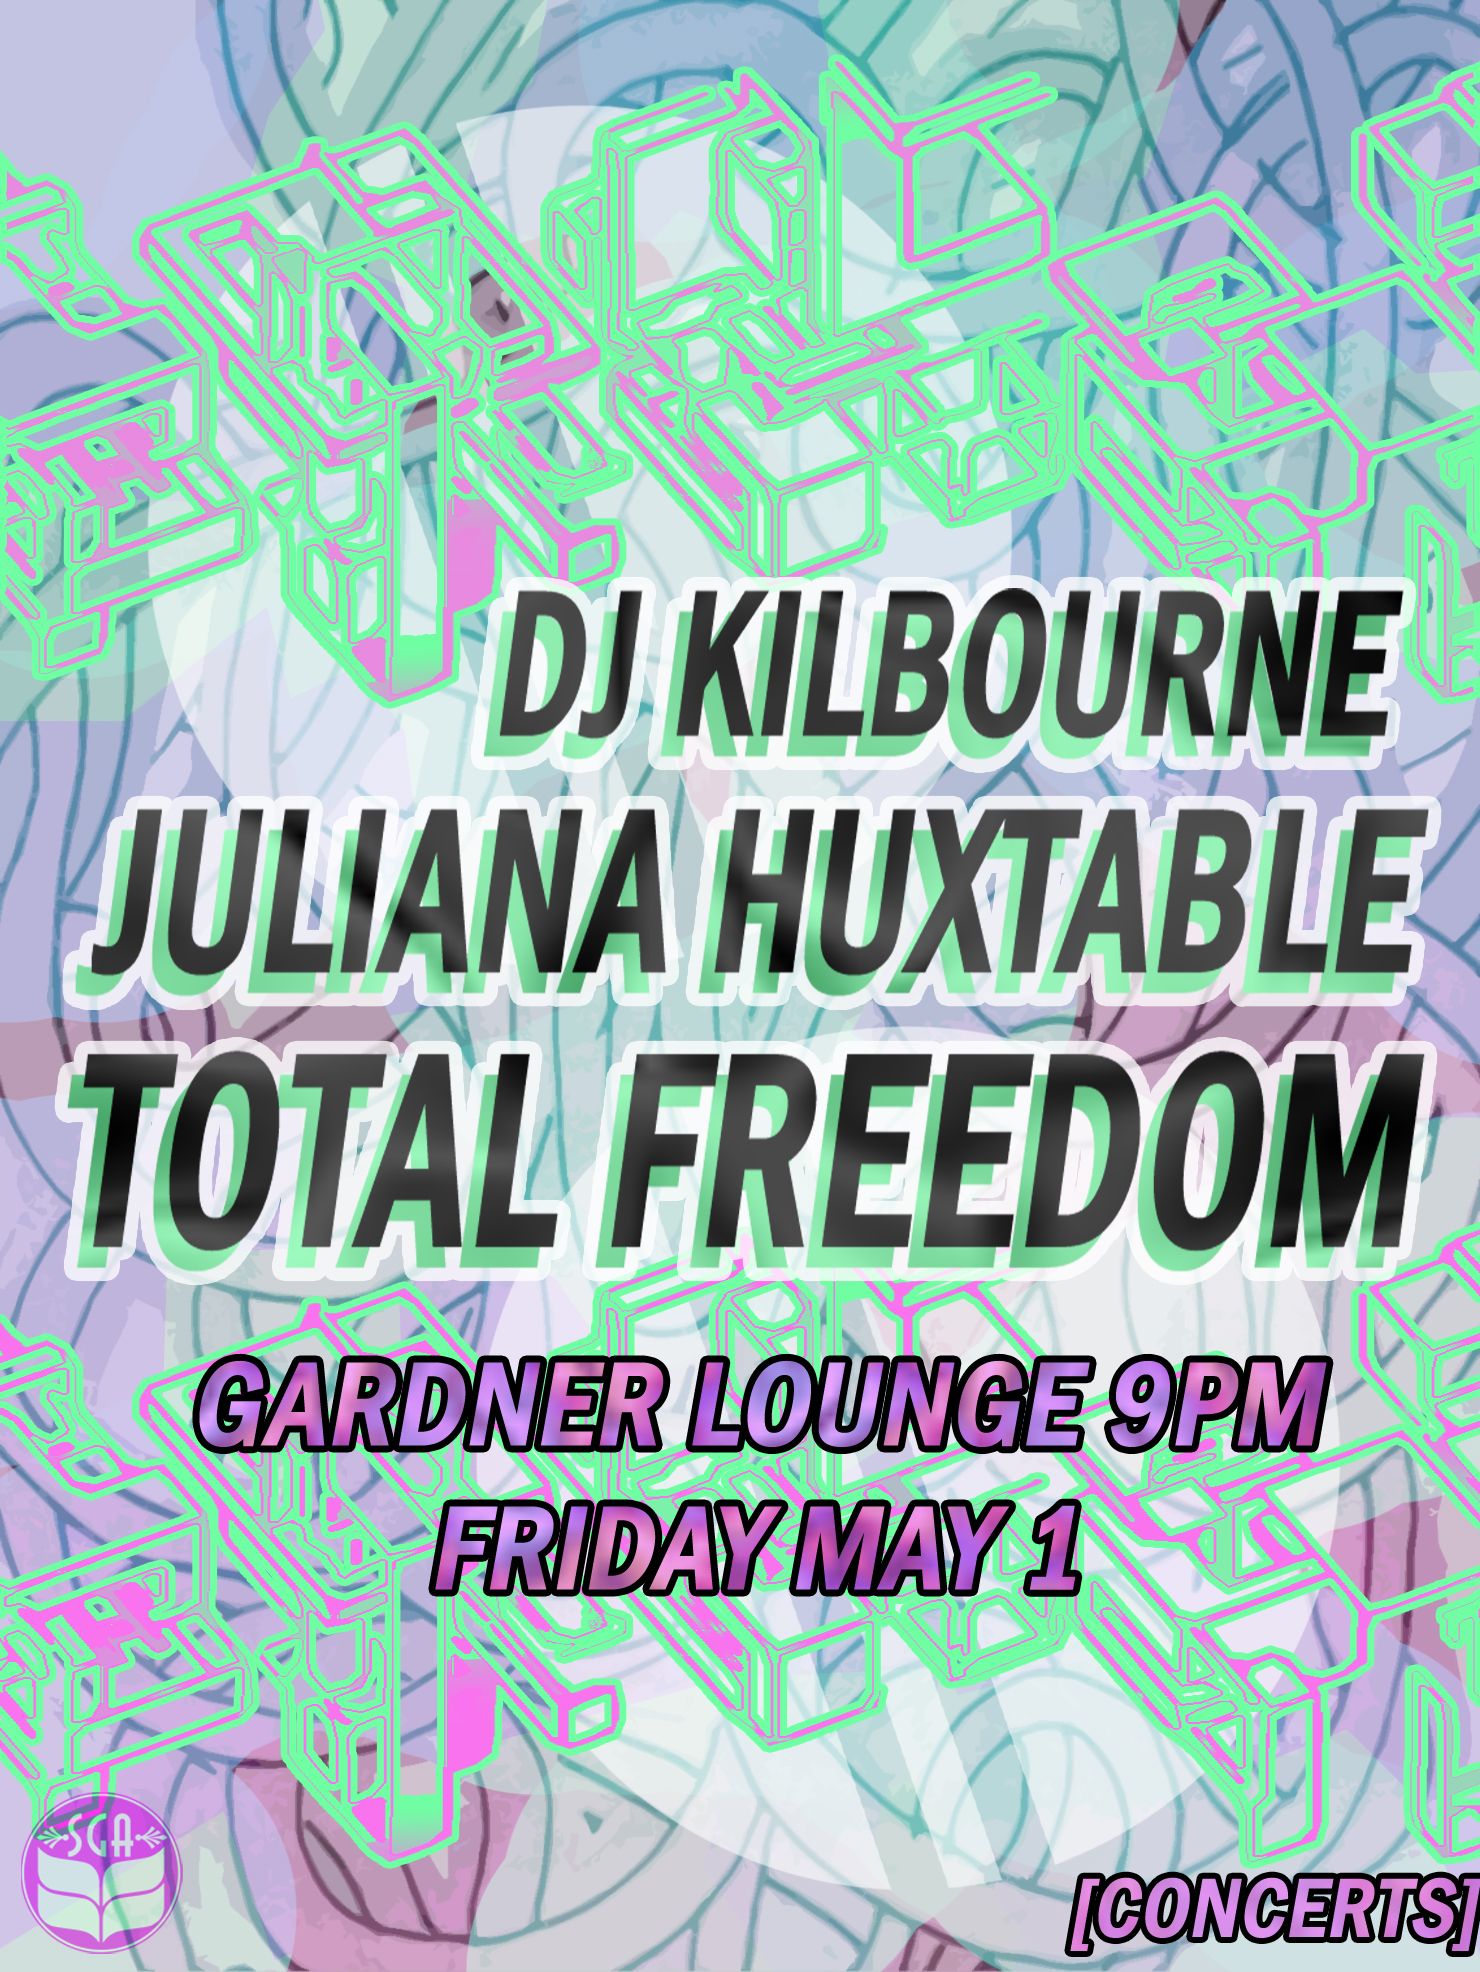 DJ KILBOURNE
JULIANA HUXTABLE
TOTAL FREEDOM
GARDNER LOUNGE 9PM
FRIDAY MAY 1
SGA
[CONCERTS]